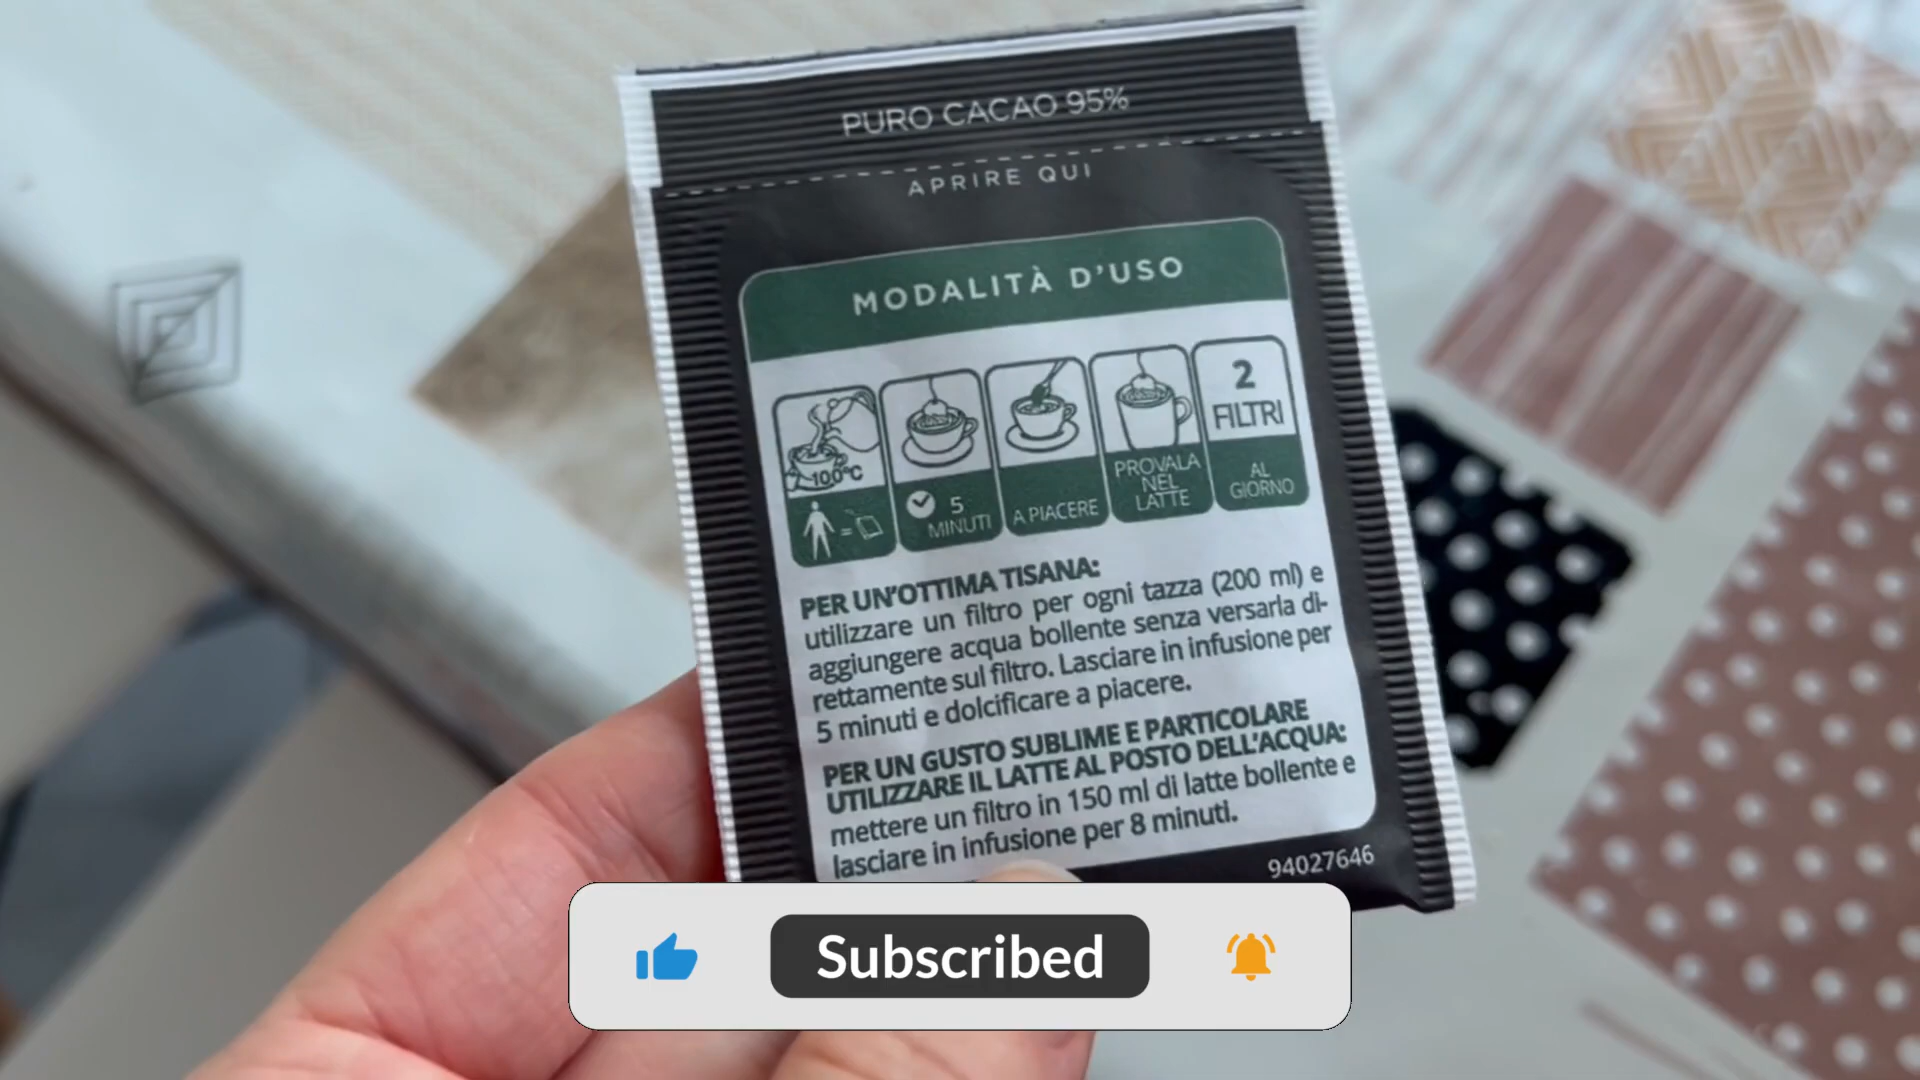 PURO CACAO 95%
APRIRE QUI
MODALITÀ D'USO
100°C
=
5
MINUTI
A PIACERE
PROVALA
NEL
LATTE
2
FILTRI
AL
GIORNO
PER UN'OTTIMA TISANA:
utilizzare un filtro per ogni tazza (200 ml) e
aggiungere acqua bollente senza versarla di-
rettamente sul filtro. Lasciare in infusione per
5 minuti e dolcificare a piacere.
PER UN GUSTO SUBLIME E PARTICOLARE
UTILIZZARE IL LATTE AL POSTO DELL'ACQUA:
mettere un filtro in 150 ml di latte bollente e
lasciare in infusione per 8 minuti.
94027646
Subscribed